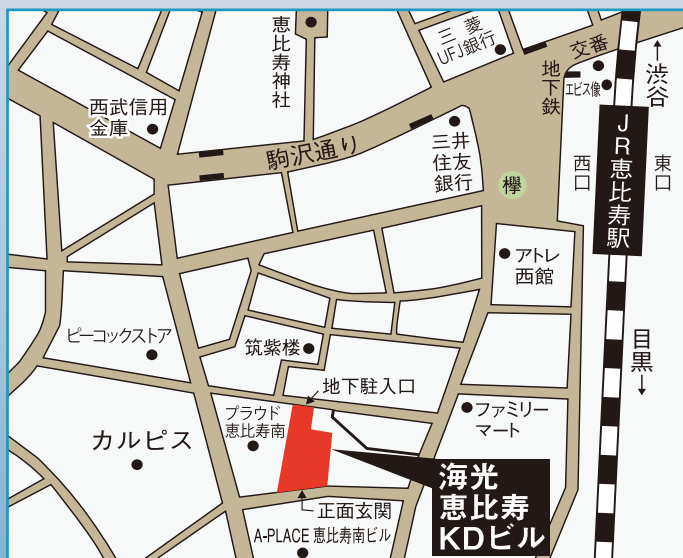 恵比寿神社
三菱
UFJ銀行
交番
エビス像
↑
渋谷
地下鉄
西武信用
金庫
駒沢通り
三井
住友
銀行
欅
西口
JR恵比寿駅
東口
アトレ
西館
ピーコックストア
筑紫楼
目黒
↓
地下駐入口
プラウド
恵比寿南
ファミリー
マート
カルピス
海光
恵比寿
KDビル
正面玄関
A-PLACE 恵比寿南ビル